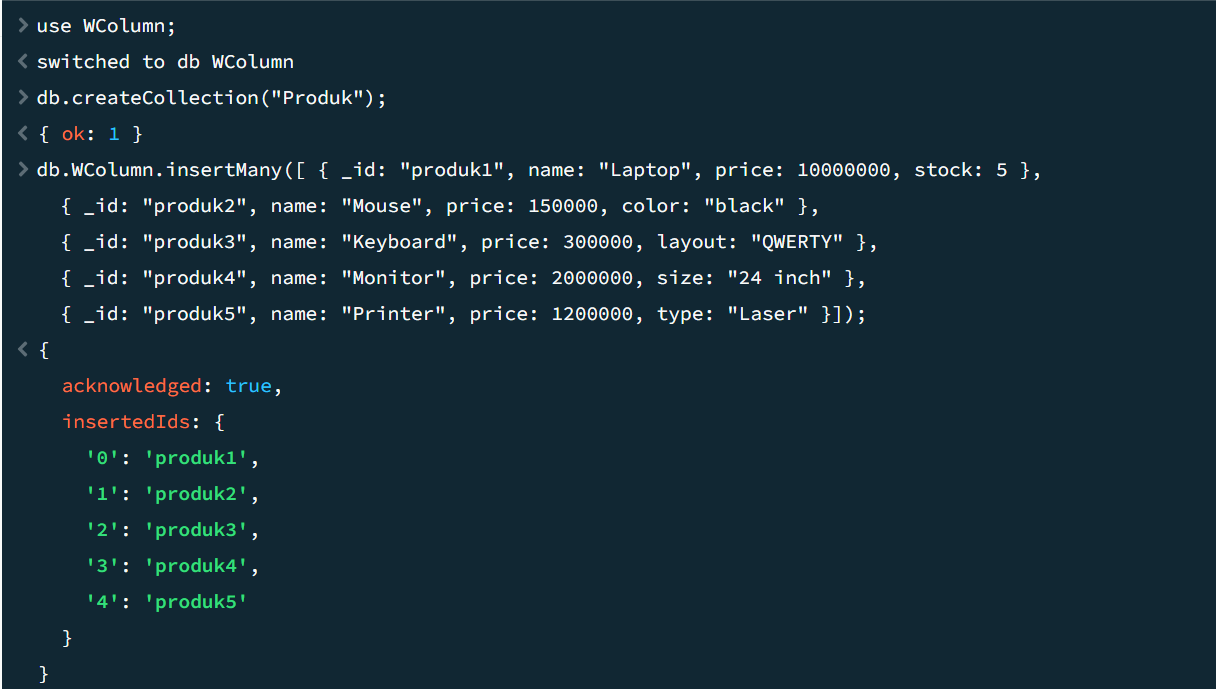 > use WColumn;
< switched to db WColumn
> db.createCollection("Produk");
< { ok: 1 }
> db.WColumn.insertMany([ { _id: "produk1", name: "Laptop", price: 10000000, stock: 5 },
{ _id: "produk2", name: "Mouse", price: 150000, color: "black" },
{ _id: "produk3", name: "Keyboard", price: 300000, layout: "QWERTY" },
{ _id: "produk4", name: "Monitor", price: 2000000, size: "24 inch" },
{ _id: "produk5", name: "Printer", price: 1200000, type: "Laser" }]);
< {
acknowledged: true,
insertedIds: {
'0': 'produk1',
'1': 'produk2',
'2': 'produk3',
'3': 'produk4',
'4': 'produk5'
}
}